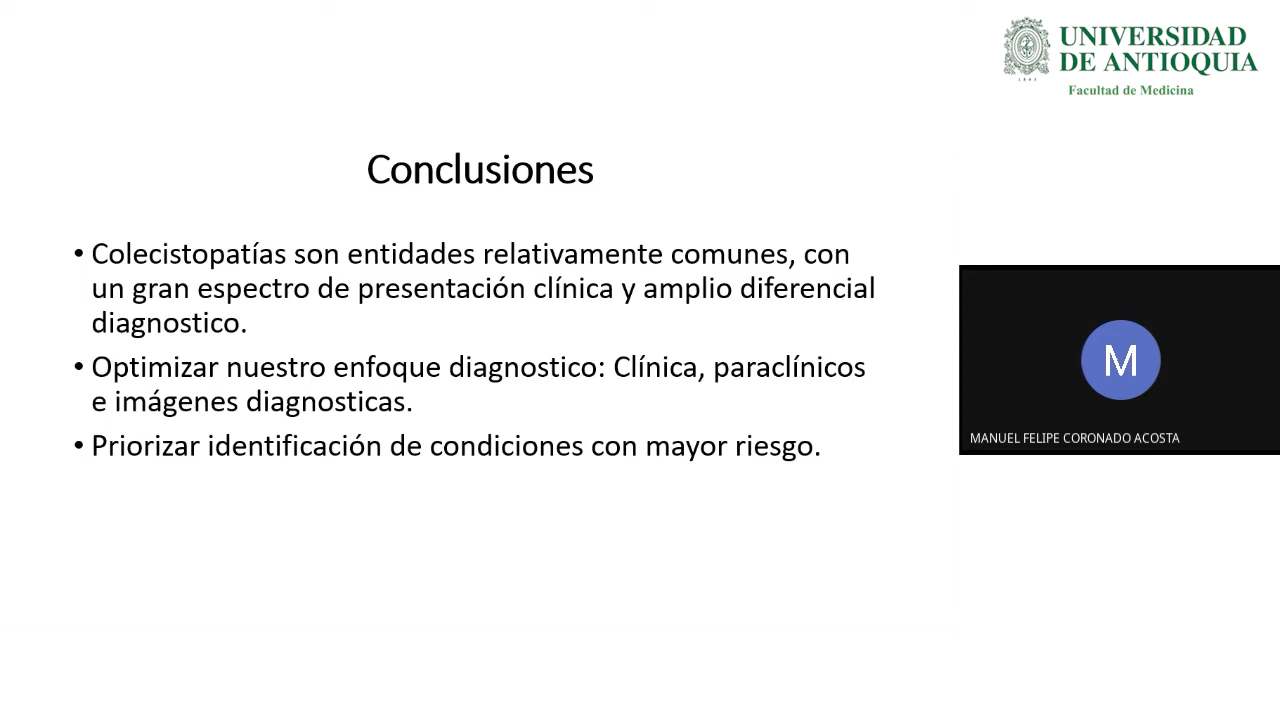 UNIVERSIDAD
DE ANTIOQUIA
Facultad de Medicina
Conclusiones
• Colecistopatías son entidades relativamente comunes, con
un gran espectro de presentación clínica y amplio diferencial
diagnostico.
• Optimizar nuestro enfoque diagnostico: Clínica, paraclínicos
e imágenes diagnosticas.
• Priorizar identificación de condiciones con mayor riesgo.
M
MANUEL FELIPE CORONADO ACOSTA